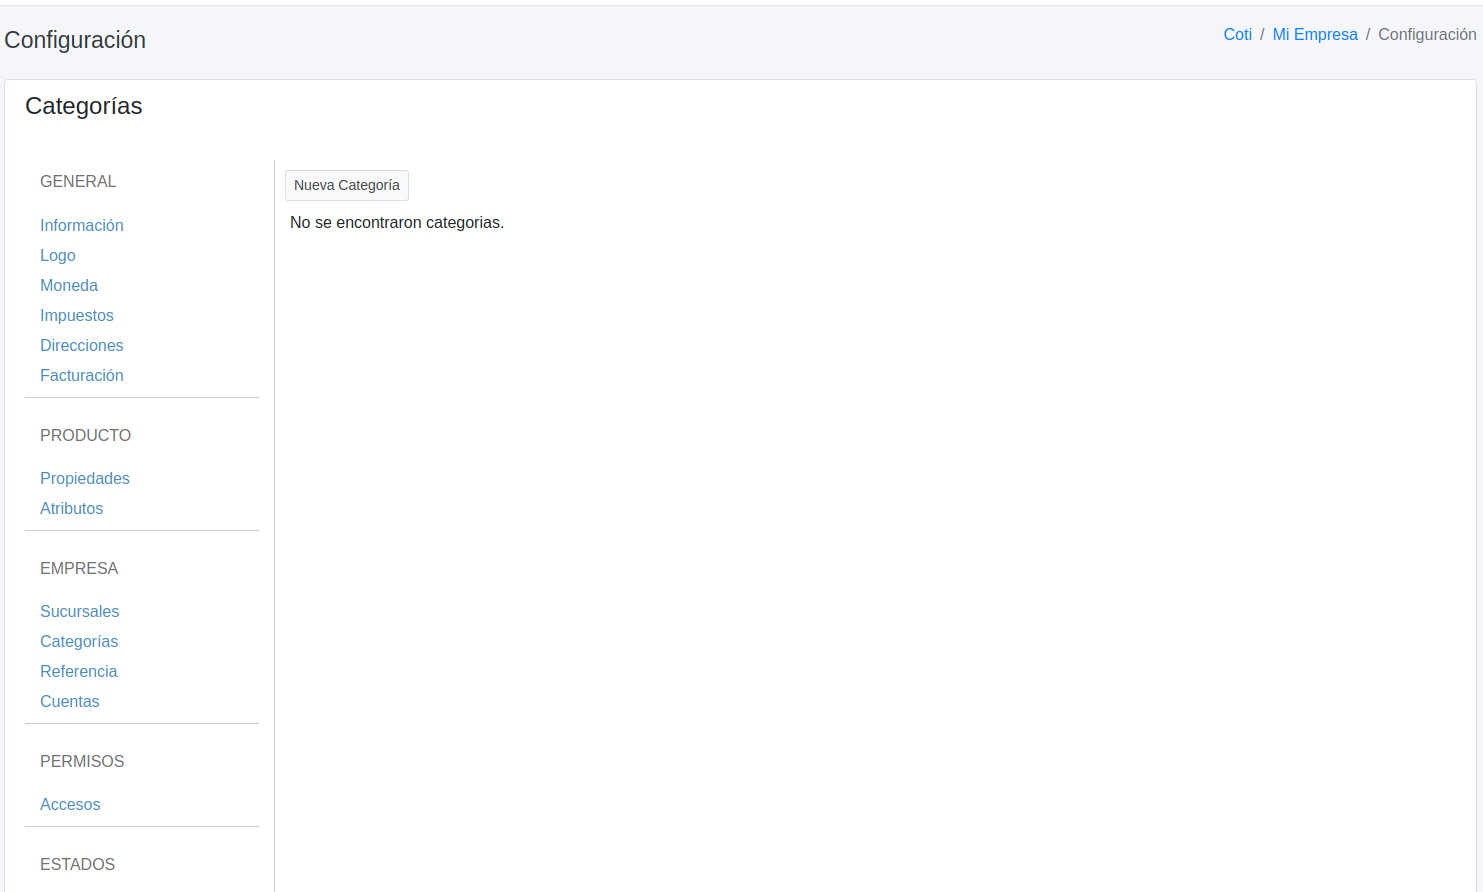 Configuración
Coti / Mi Empresa / Configuración
Categorías
GENERAL
Información
Logo
Moneda
Impuestos
Direcciones
Facturación
PRODUCTO
Propiedades
Atributos
EMPRESA
Sucursales
Categorías
Referencia
Cuentas
PERMISOS
Accesos
ESTADOS
Nueva Categoría
No se encontraron categorias.